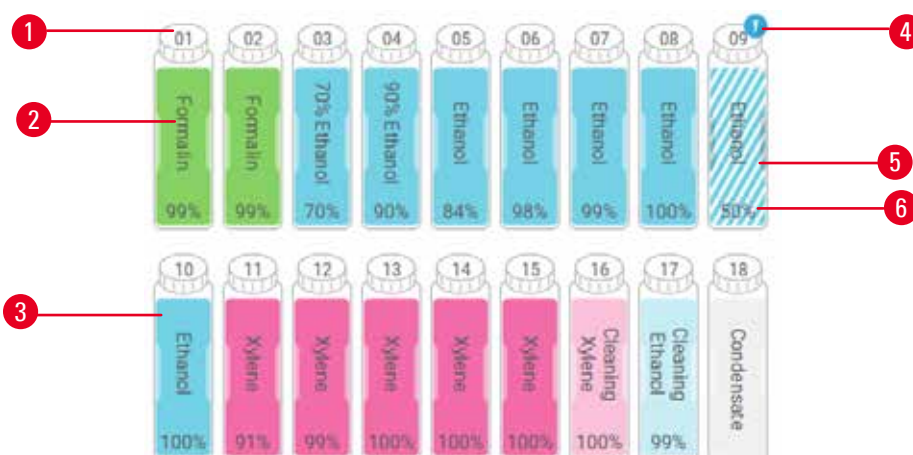 1
01 02 03 04 05 06 07 08 09
4
2
Formalin Formalin 70% Ethanol 90% Ethanol Ethanol Ethanol Ethanol Ethanol Ethanol
5
99% 99% 70% 90% 84% 98% 99% 100% 50%
6
10 11 12 13 14 15 16 17 18
3
Ethanol Xylene Xylene Xylene Xylene Xylene Cleaning Xylene Cleaning Ethanol Condensate
100% 91% 99% 100% 100% 100% 100% 99%